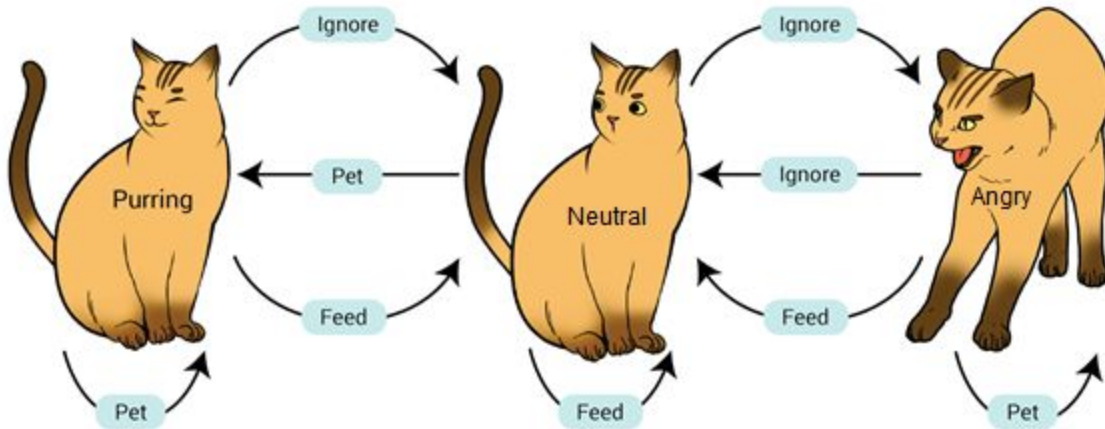 Ignore
Ignore
Pet
Ignore
Purring
Neutral
Angry
Feed
Feed
Pet
Feed
Pet